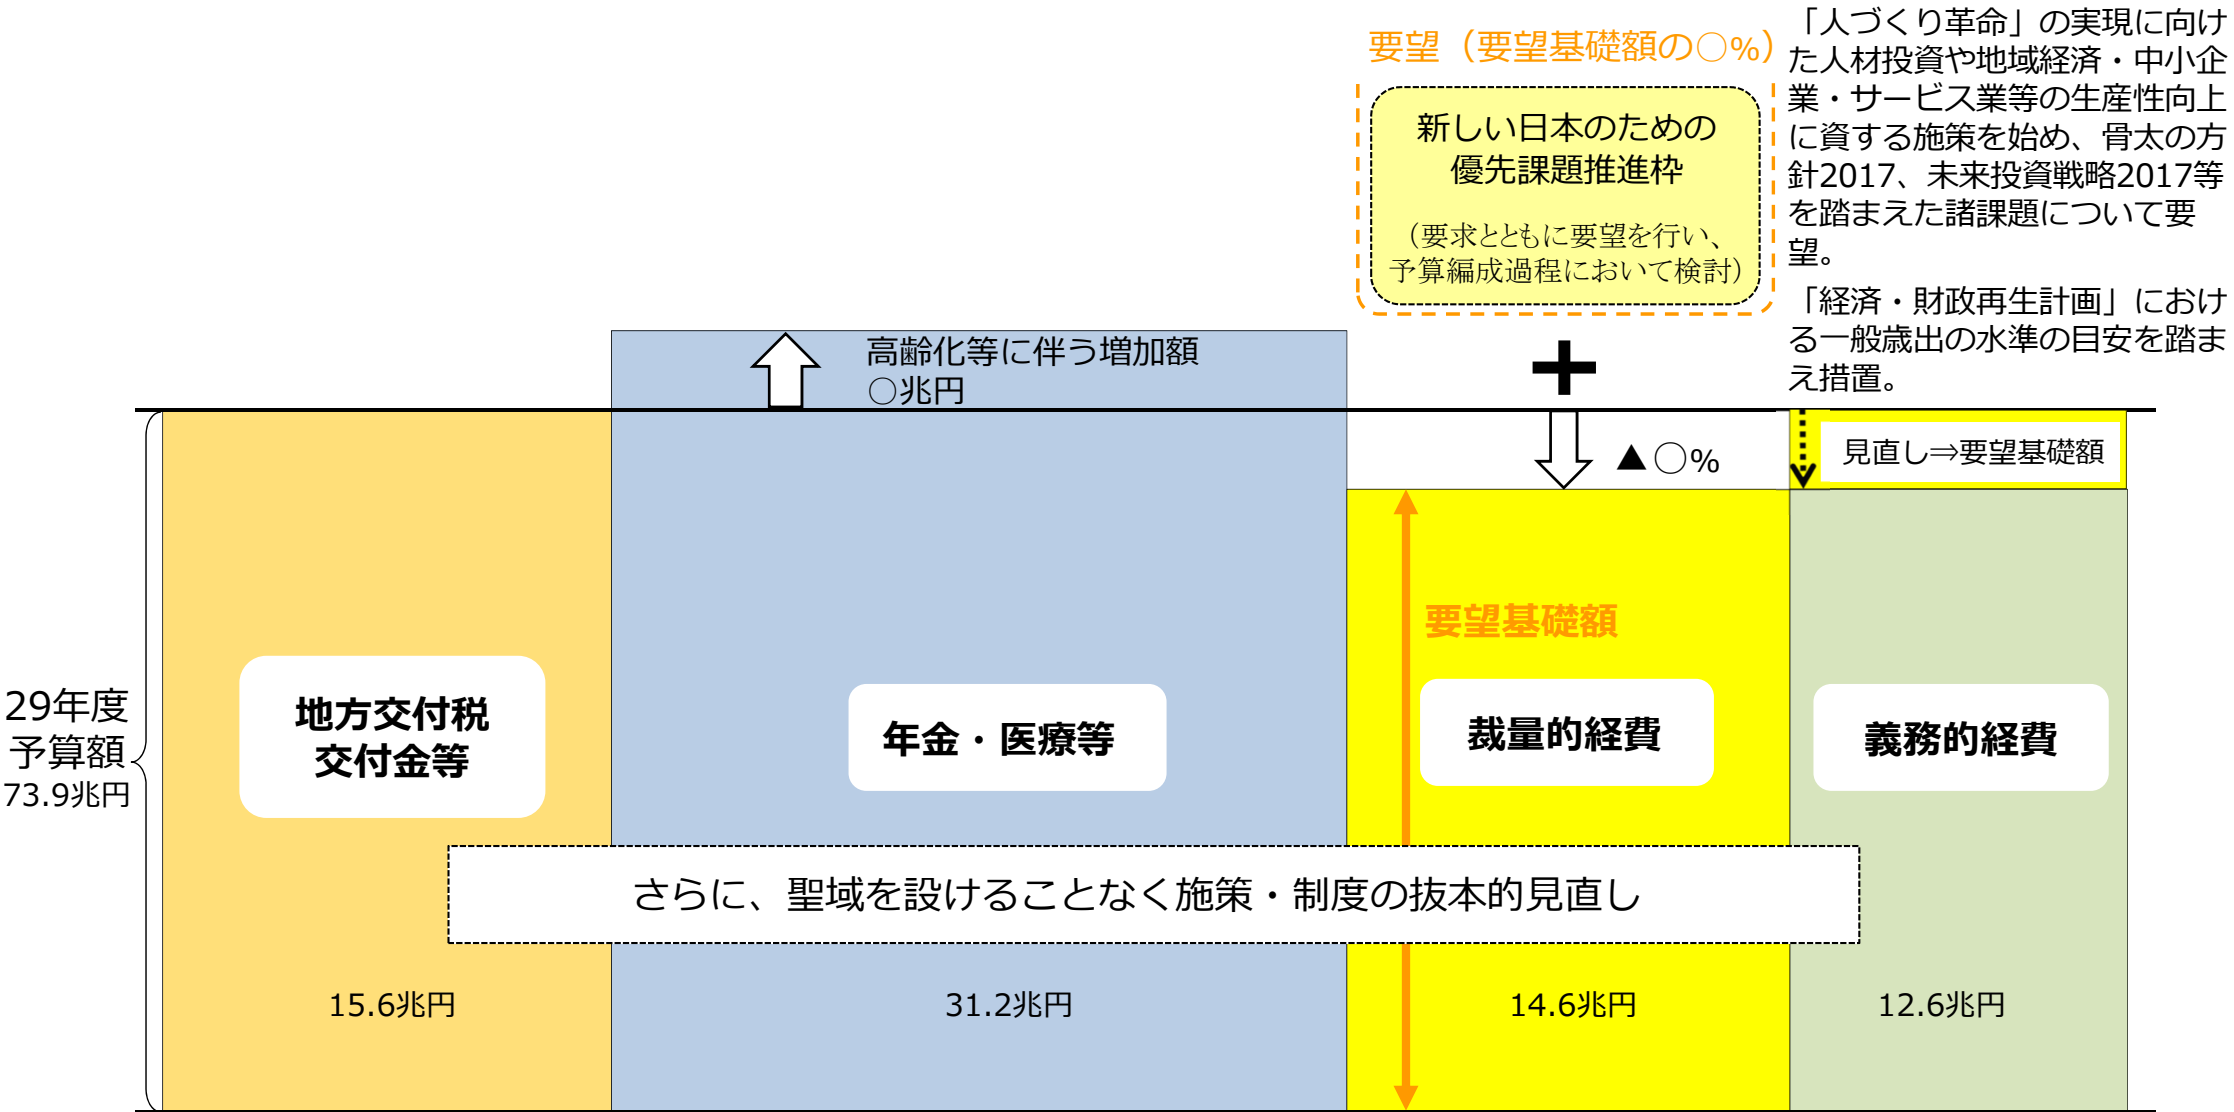 要望（要望基礎額の○%）
新しい日本のための
優先課題推進枠
（要求とともに要望を行い、
予算編成過程において検討）
「人づくり革命」の実現に向け
た人材投資や地域経済・中小企
業・サービス業等の生産性向上
に資する施策を始め、骨太の方
針2017、未来投資戦略2017等
を踏まえた諸課題について要
望。
「経済・財政再生計画」におけ
る一般歳出の水準の目安を踏ま
え措置。
高齢化等に伴う増加額
○兆円
＋
▲○%
見直し⇒要望基礎額
要望基礎額
29年度
予算額
73.9兆円
地方交付税
交付金等
年金・医療等
裁量的経費
義務的経費
さらに、聖域を設けることなく施策・制度の抜本的見直し
15.6兆円
31.2兆円
14.6兆円
12.6兆円